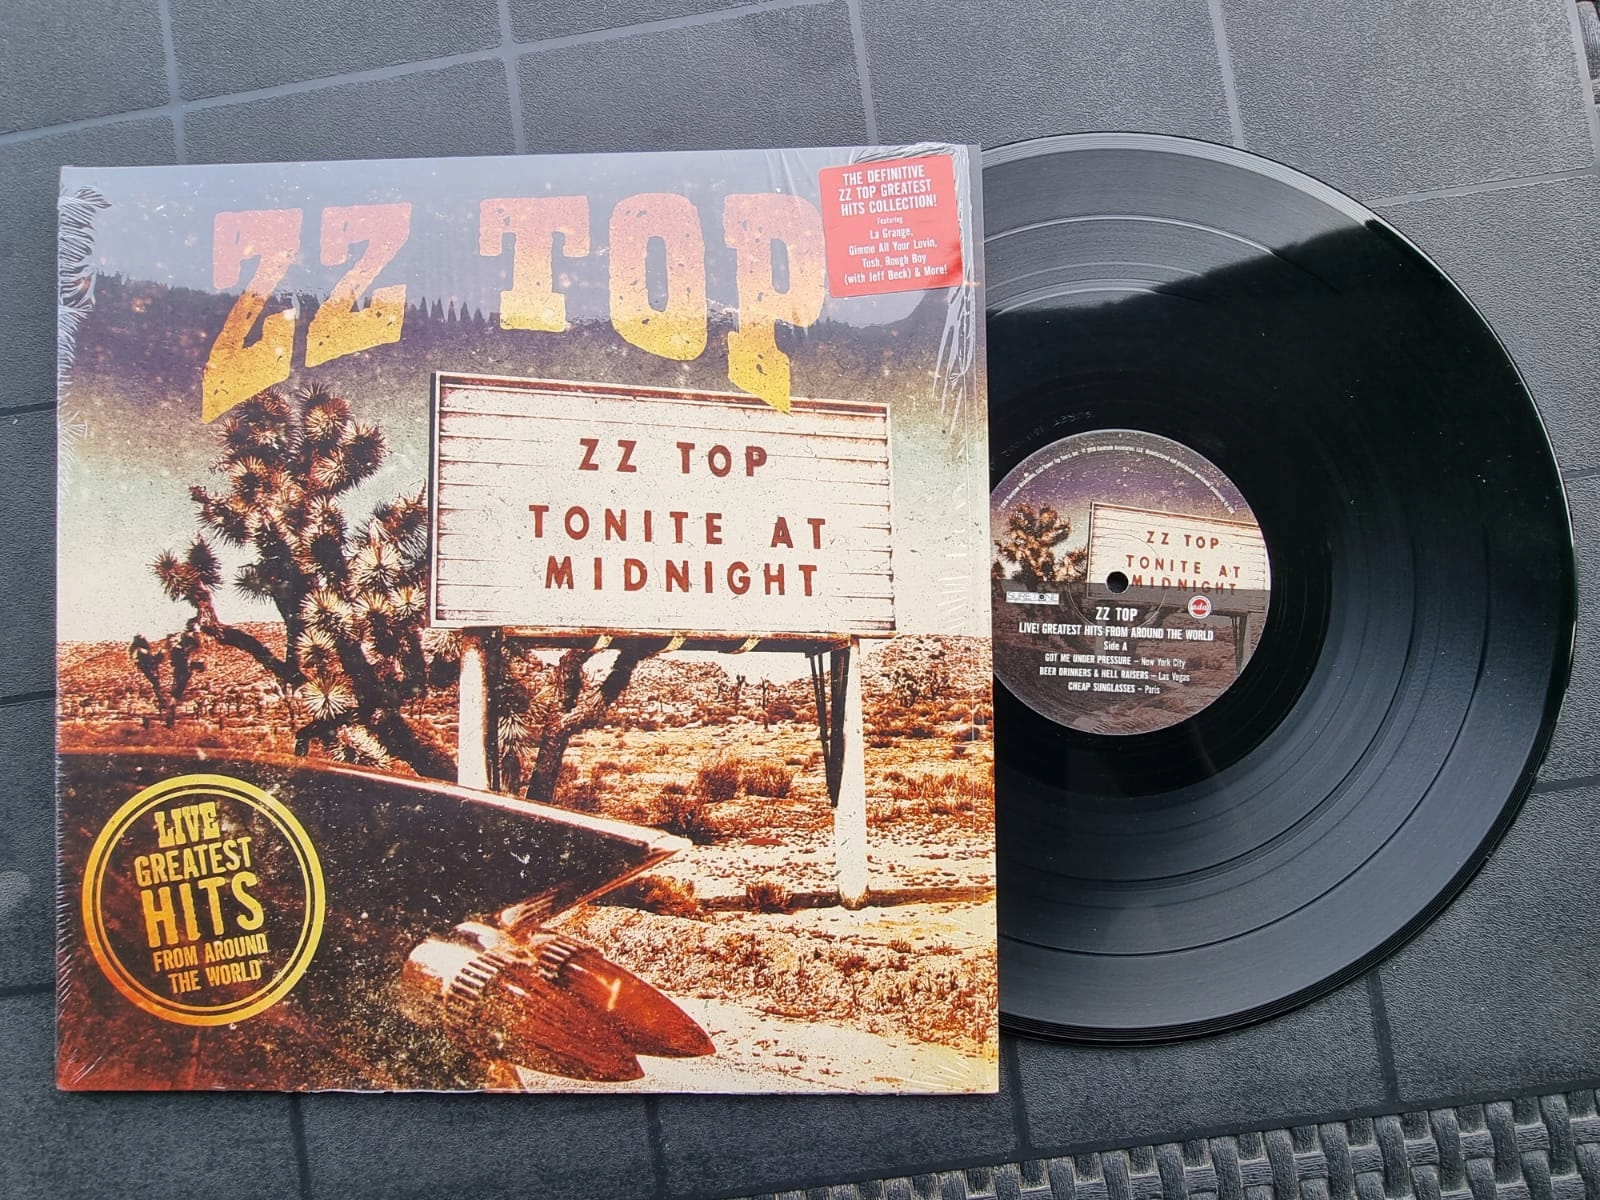 ZZ TOP
THE DEFINITIVE
ZZ TOP GREATEST
HITS COLLECTION!
Featuring
La Grange,
Gimme All Your Lovin,
Tush, Rough Boy
(with Jeff Beck) & More!
ZZ TOP
TONITE AT
MIDNIGHT
LIVE
GREATEST
HITS
FROM AROUND
THE WORLD
ZZ TOP
TONITE AT
MIDNIGHT
SURETONE
ada
ZZ TOP
LIVE! GREATEST HITS FROM AROUND THE WORLD
Side A
GOT ME UNDER PRESSURE – New York City
BEER DRINKERS & HELL RAISERS – Las Vegas
CHEAP SUNGLASSES – Paris